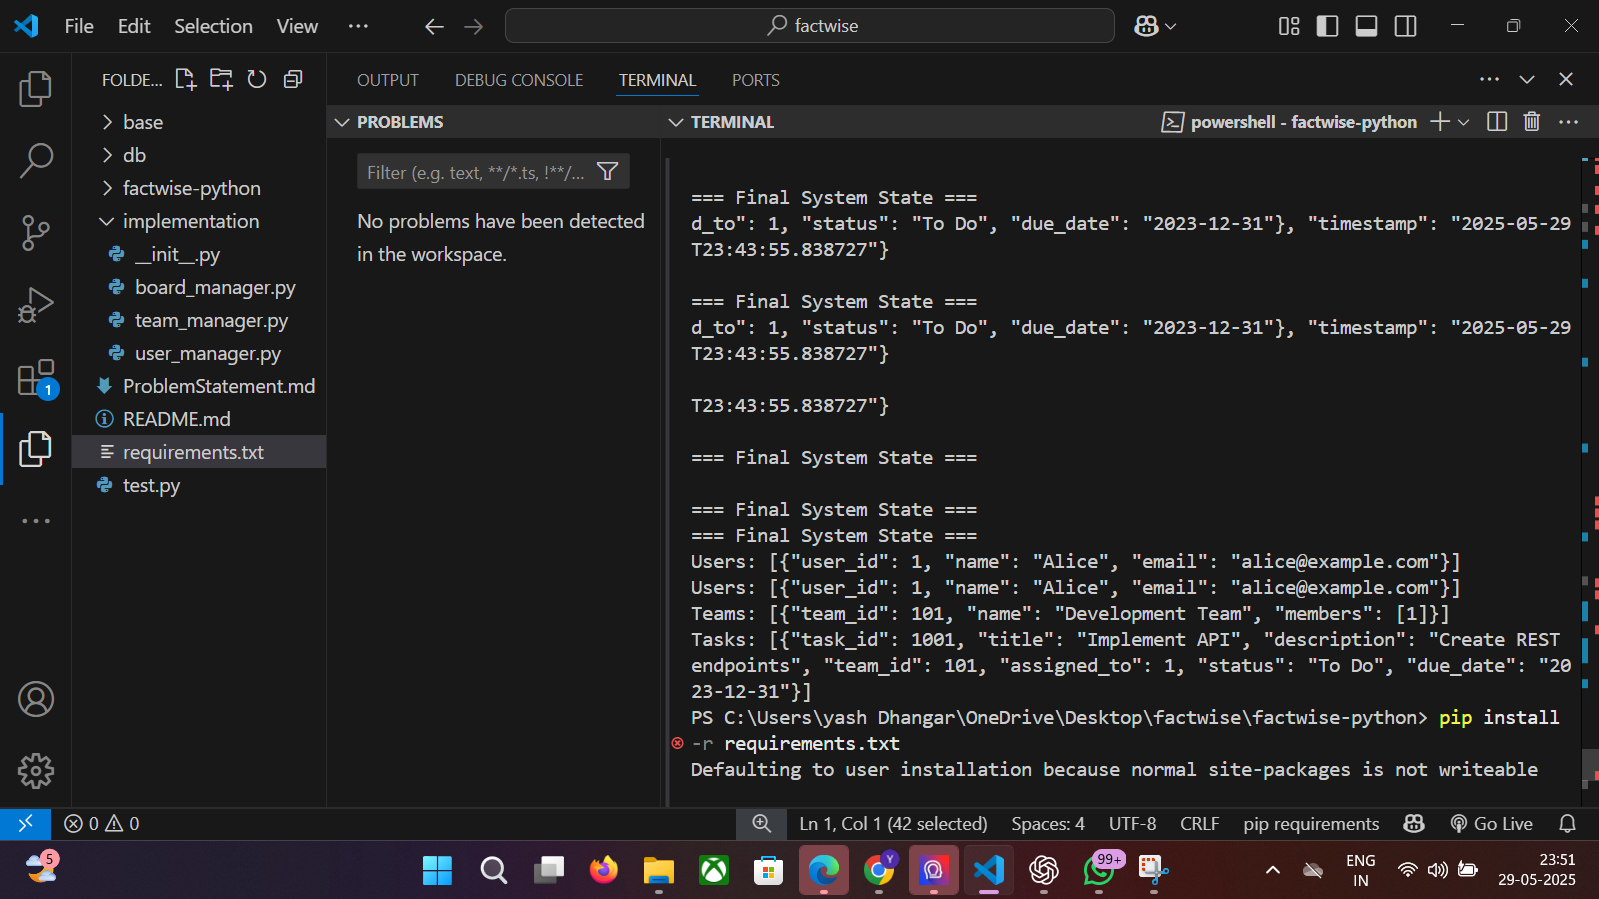 File Edit Selection View ··· factwise
FOLDE...
base
db
factwise-python
implementation
__init__.py
board_manager.py
team_manager.py
user_manager.py
ProblemStatement.md
README.md
requirements.txt
test.py
1
OUTPUT DEBUG CONSOLE TERMINAL PORTS
PROBLEMS
Filter (e.g. text, **/*.ts, !**/...
No problems have been detected
in the workspace.
TERMINAL powershell - factwise-python
=== Final System State ===
d_to": 1, "status": "To Do", "due_date": "2023-12-31"}, "timestamp": "2025-05-29
T23:43:55.838727"}
=== Final System State ===
d_to": 1, "status": "To Do", "due_date": "2023-12-31"}, "timestamp": "2025-05-29
T23:43:55.838727"}
T23:43:55.838727"}
=== Final System State ===
=== Final System State ===
=== Final System State ===
Users: [{"user_id": 1, "name": "Alice", "email": "alice@example.com"}]
Users: [{"user_id": 1, "name": "Alice", "email": "alice@example.com"}]
Teams: [{"team_id": 101, "name": "Development Team", "members": [1]}]
Tasks: [{"task_id": 1001, "title": "Implement API", "description": "Create REST
endpoints", "team_id": 101, "assigned_to": 1, "status": "To Do", "due_date": "20
23-12-31"}]
PS C:\Users\yash Dhangar\OneDrive\Desktop\factwise\factwise-python> pip install
-r requirements.txt
Defaulting to user installation because normal site-packages is not writeable
0 0 Ln 1, Col 1 (42 selected) Spaces: 4 UTF-8 CRLF pip requirements Go Live
5 Y 99+
ENG
IN
23:51
29-05-2025